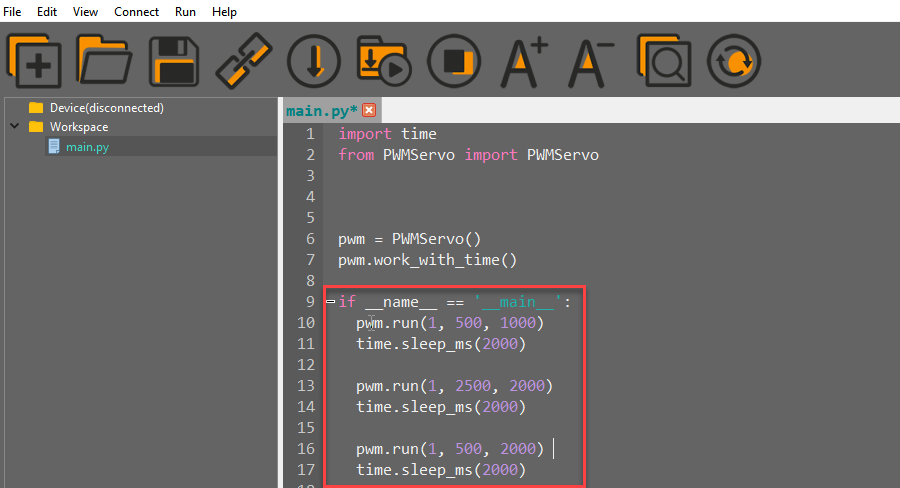 File Edit View Connect Run Help
Device(disconnected)
Workspace
main.py
main.py*
1 import time
2 from PWMServo import PWMServo
3
4
5
6 pwm = PWMServo()
7 pwm.work_with_time()
8
9 if __name__ == '__main__':
10 pwm.run(1, 500, 1000)
11 time.sleep_ms(2000)
12
13 pwm.run(1, 2500, 2000)
14 time.sleep_ms(2000)
15
16 pwm.run(1, 500, 2000)
17 time.sleep_ms(2000)